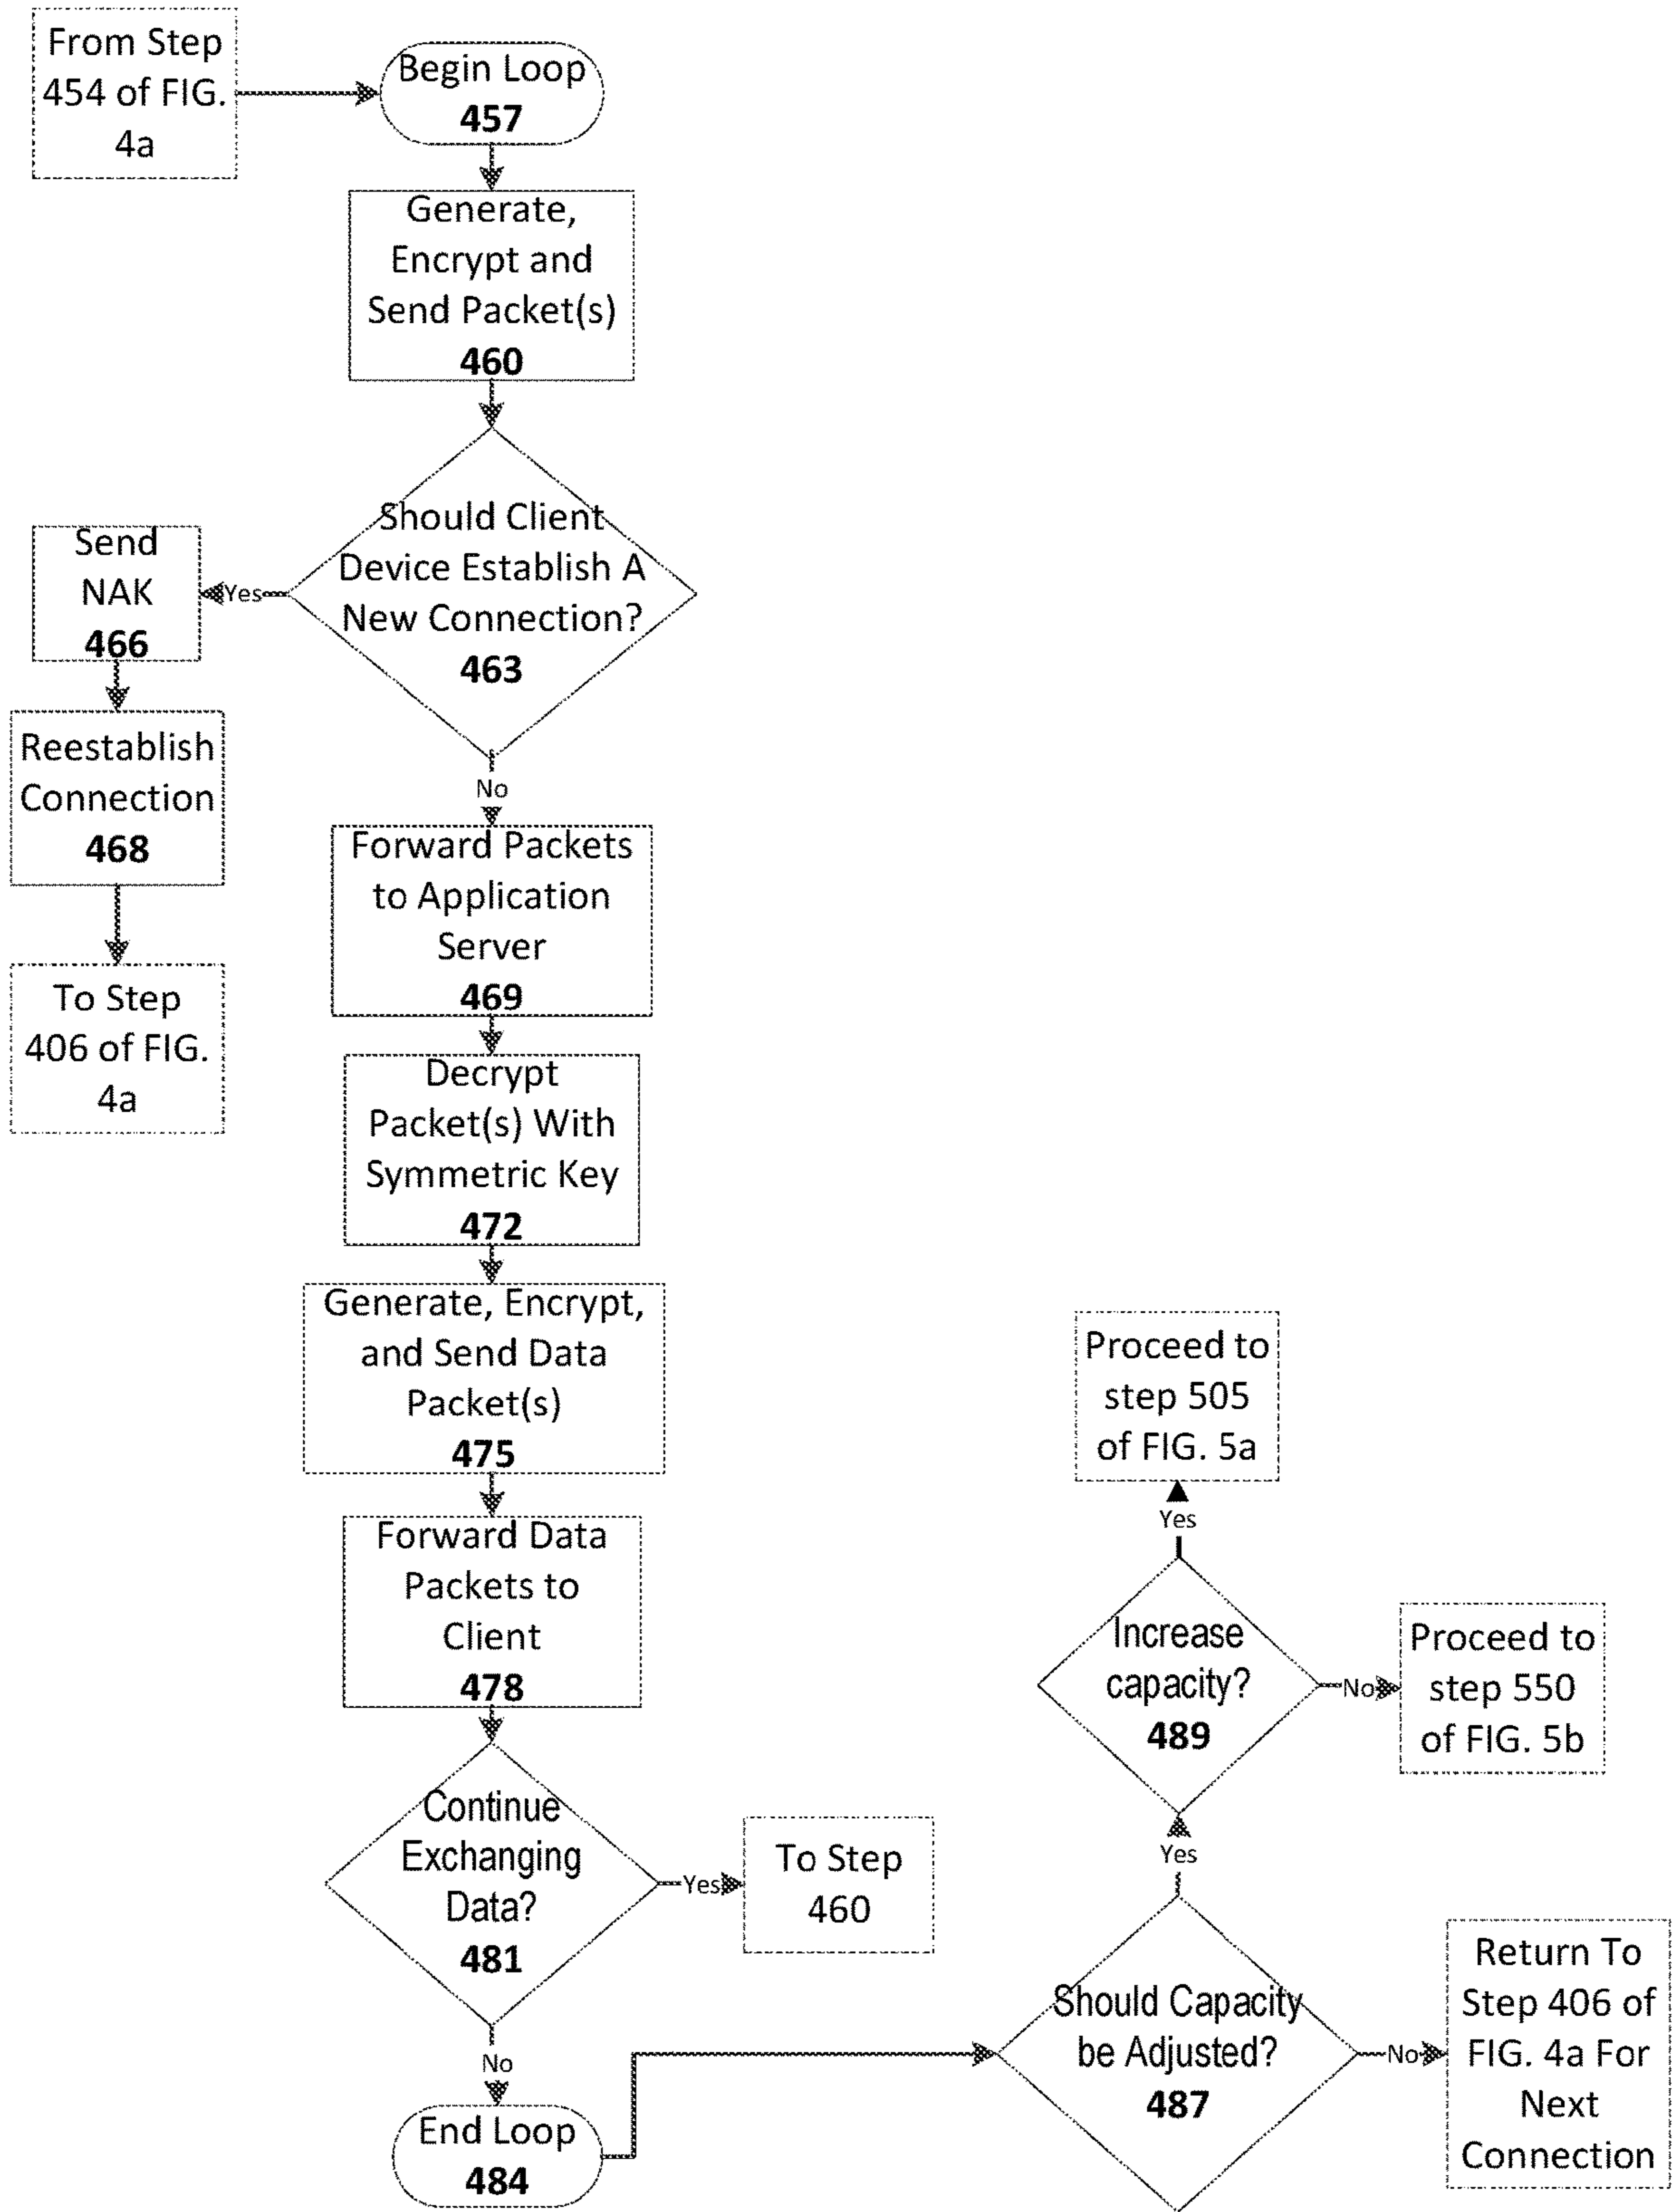 From Step
454 of FIG.
4a
Begin Loop
457
Generate,
Encrypt and
Send Packet(s)
460
Should Client
Device Establish A
New Connection?
463
Yes
Send
NAK
466
Reestablish
Connection
468
To Step
406 of FIG.
4a
No
Forward Packets
to Application
Server
469
Decrypt
Packet(s) With
Symmetric Key
472
Generate, Encrypt,
and Send Data
Packet(s)
475
Forward Data
Packets to
Client
478
Continue
Exchanging
Data?
481
Yes
To Step
460
No
End Loop
484
Should Capacity
be Adjusted?
487
No
Return To
Step 406 of
FIG. 4a For
Next
Connection
Yes
Increase
capacity?
489
No
Proceed to
step 550
of FIG. 5b
Yes
Proceed to
step 505
of FIG. 5a